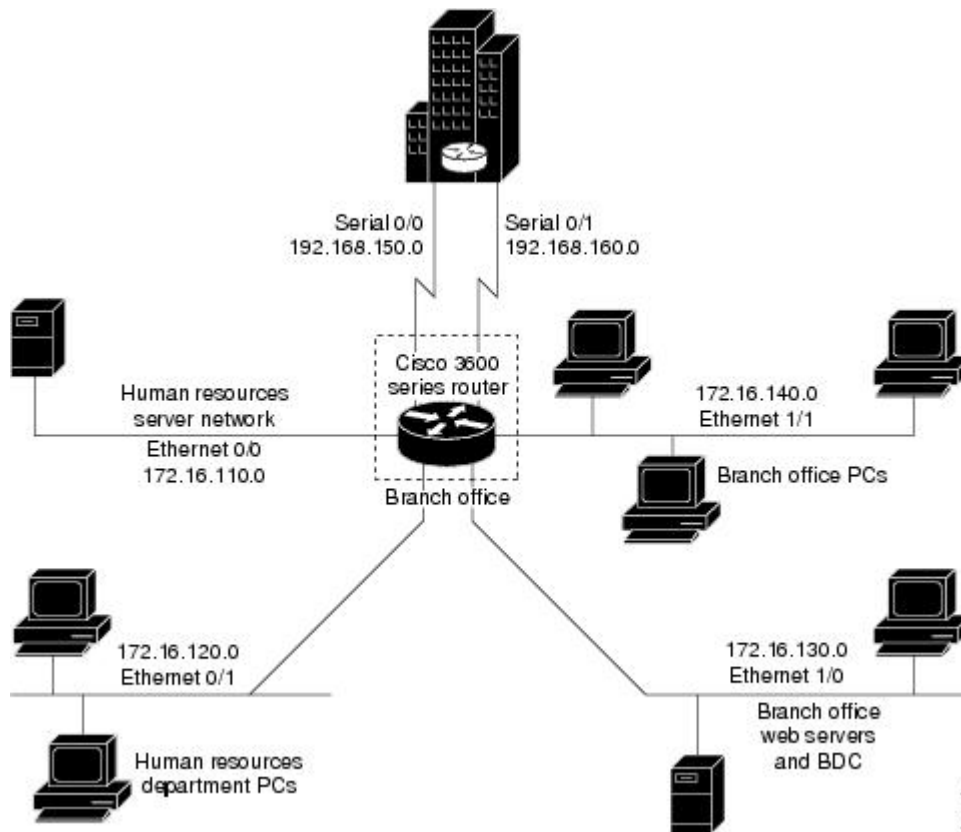 Serial 0/0
192.168.150.0
Serial 0/1
192.168.160.0
Cisco 3600
series router
Human resources
server network
Ethernet 0/0
172.16.110.0
172.16.140.0
Ethernet 1/1
Branch office PCs
Branch office
172.16.120.0
Ethernet 0/1
Human resources
department PCs
172.16.130.0
Ethernet 1/0
Branch office
web servers
and BDC